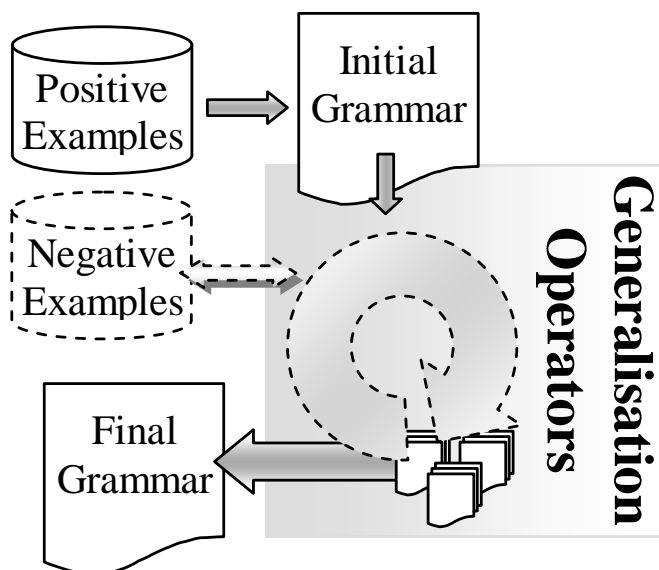 Positive
Examples
Initial
Grammar
Negative
Examples
Generalisation
Operators
Final
Grammar